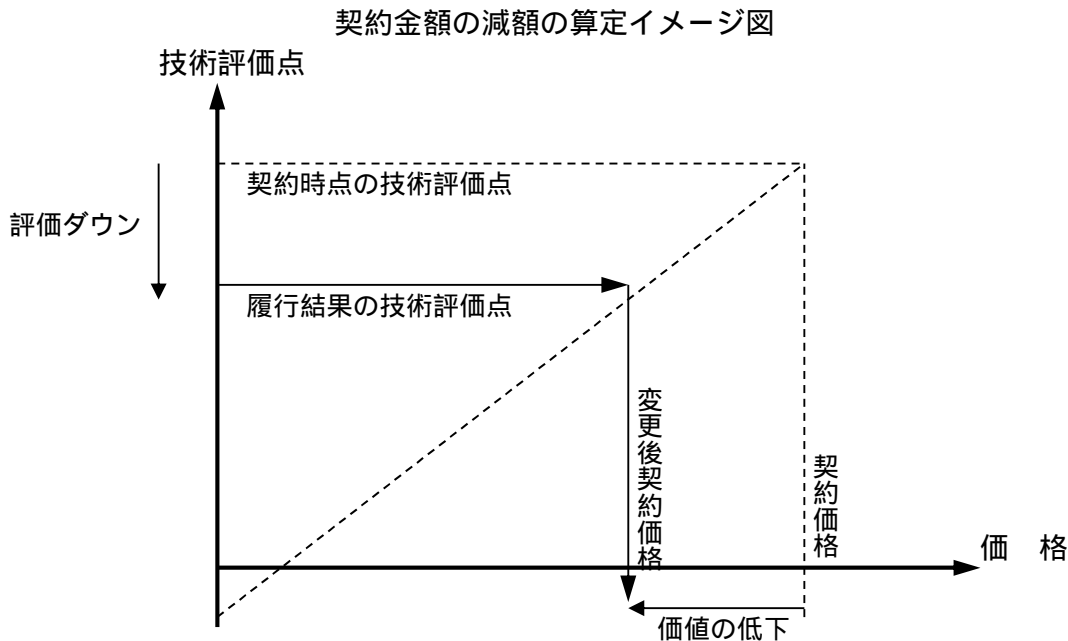 契約金額の減額の算定イメージ図
技術評価点
契約時点の技術評価点
評価ダウン
履行結果の技術評価点
変更後契約価格
契約価格
価　格
価値の低下